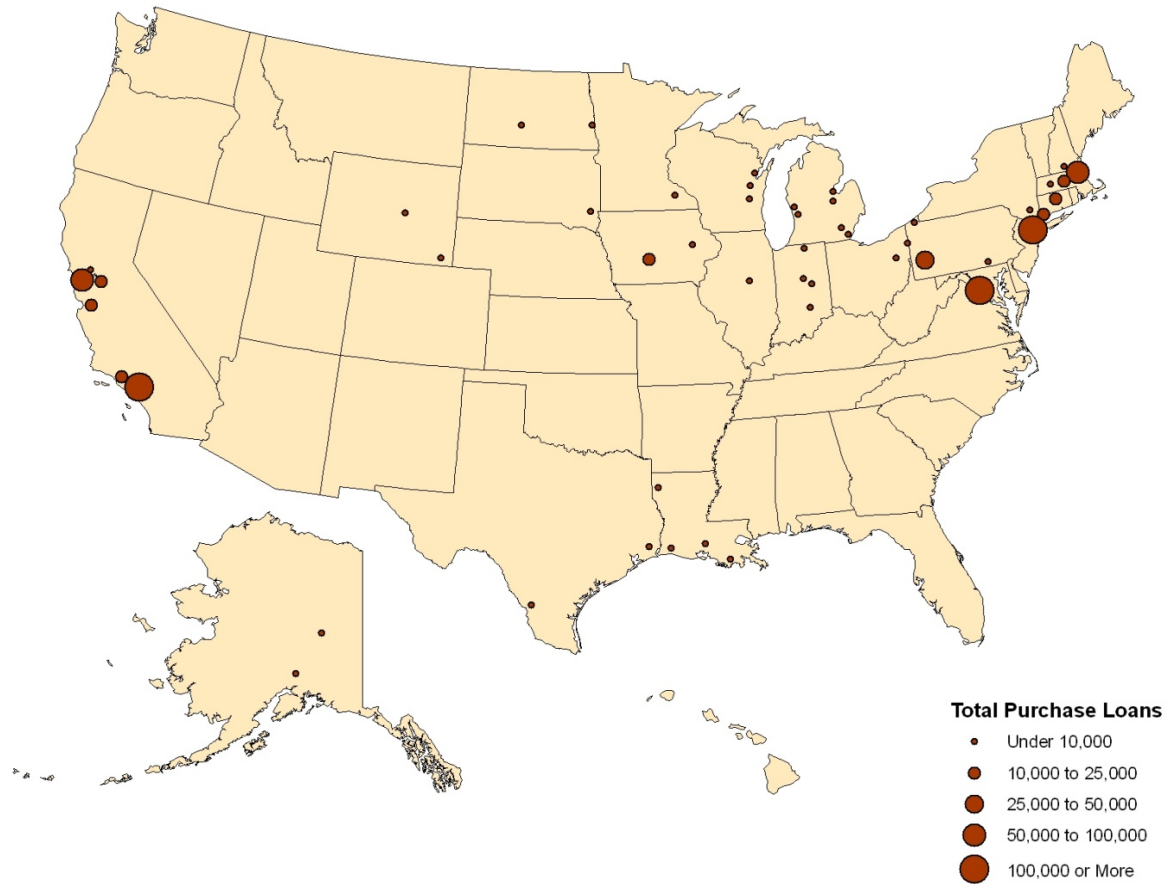 Total Purchase Loans
Under 10,000
10,000 to 25,000
25,000 to 50,000
50,000 to 100,000
100,000 or More